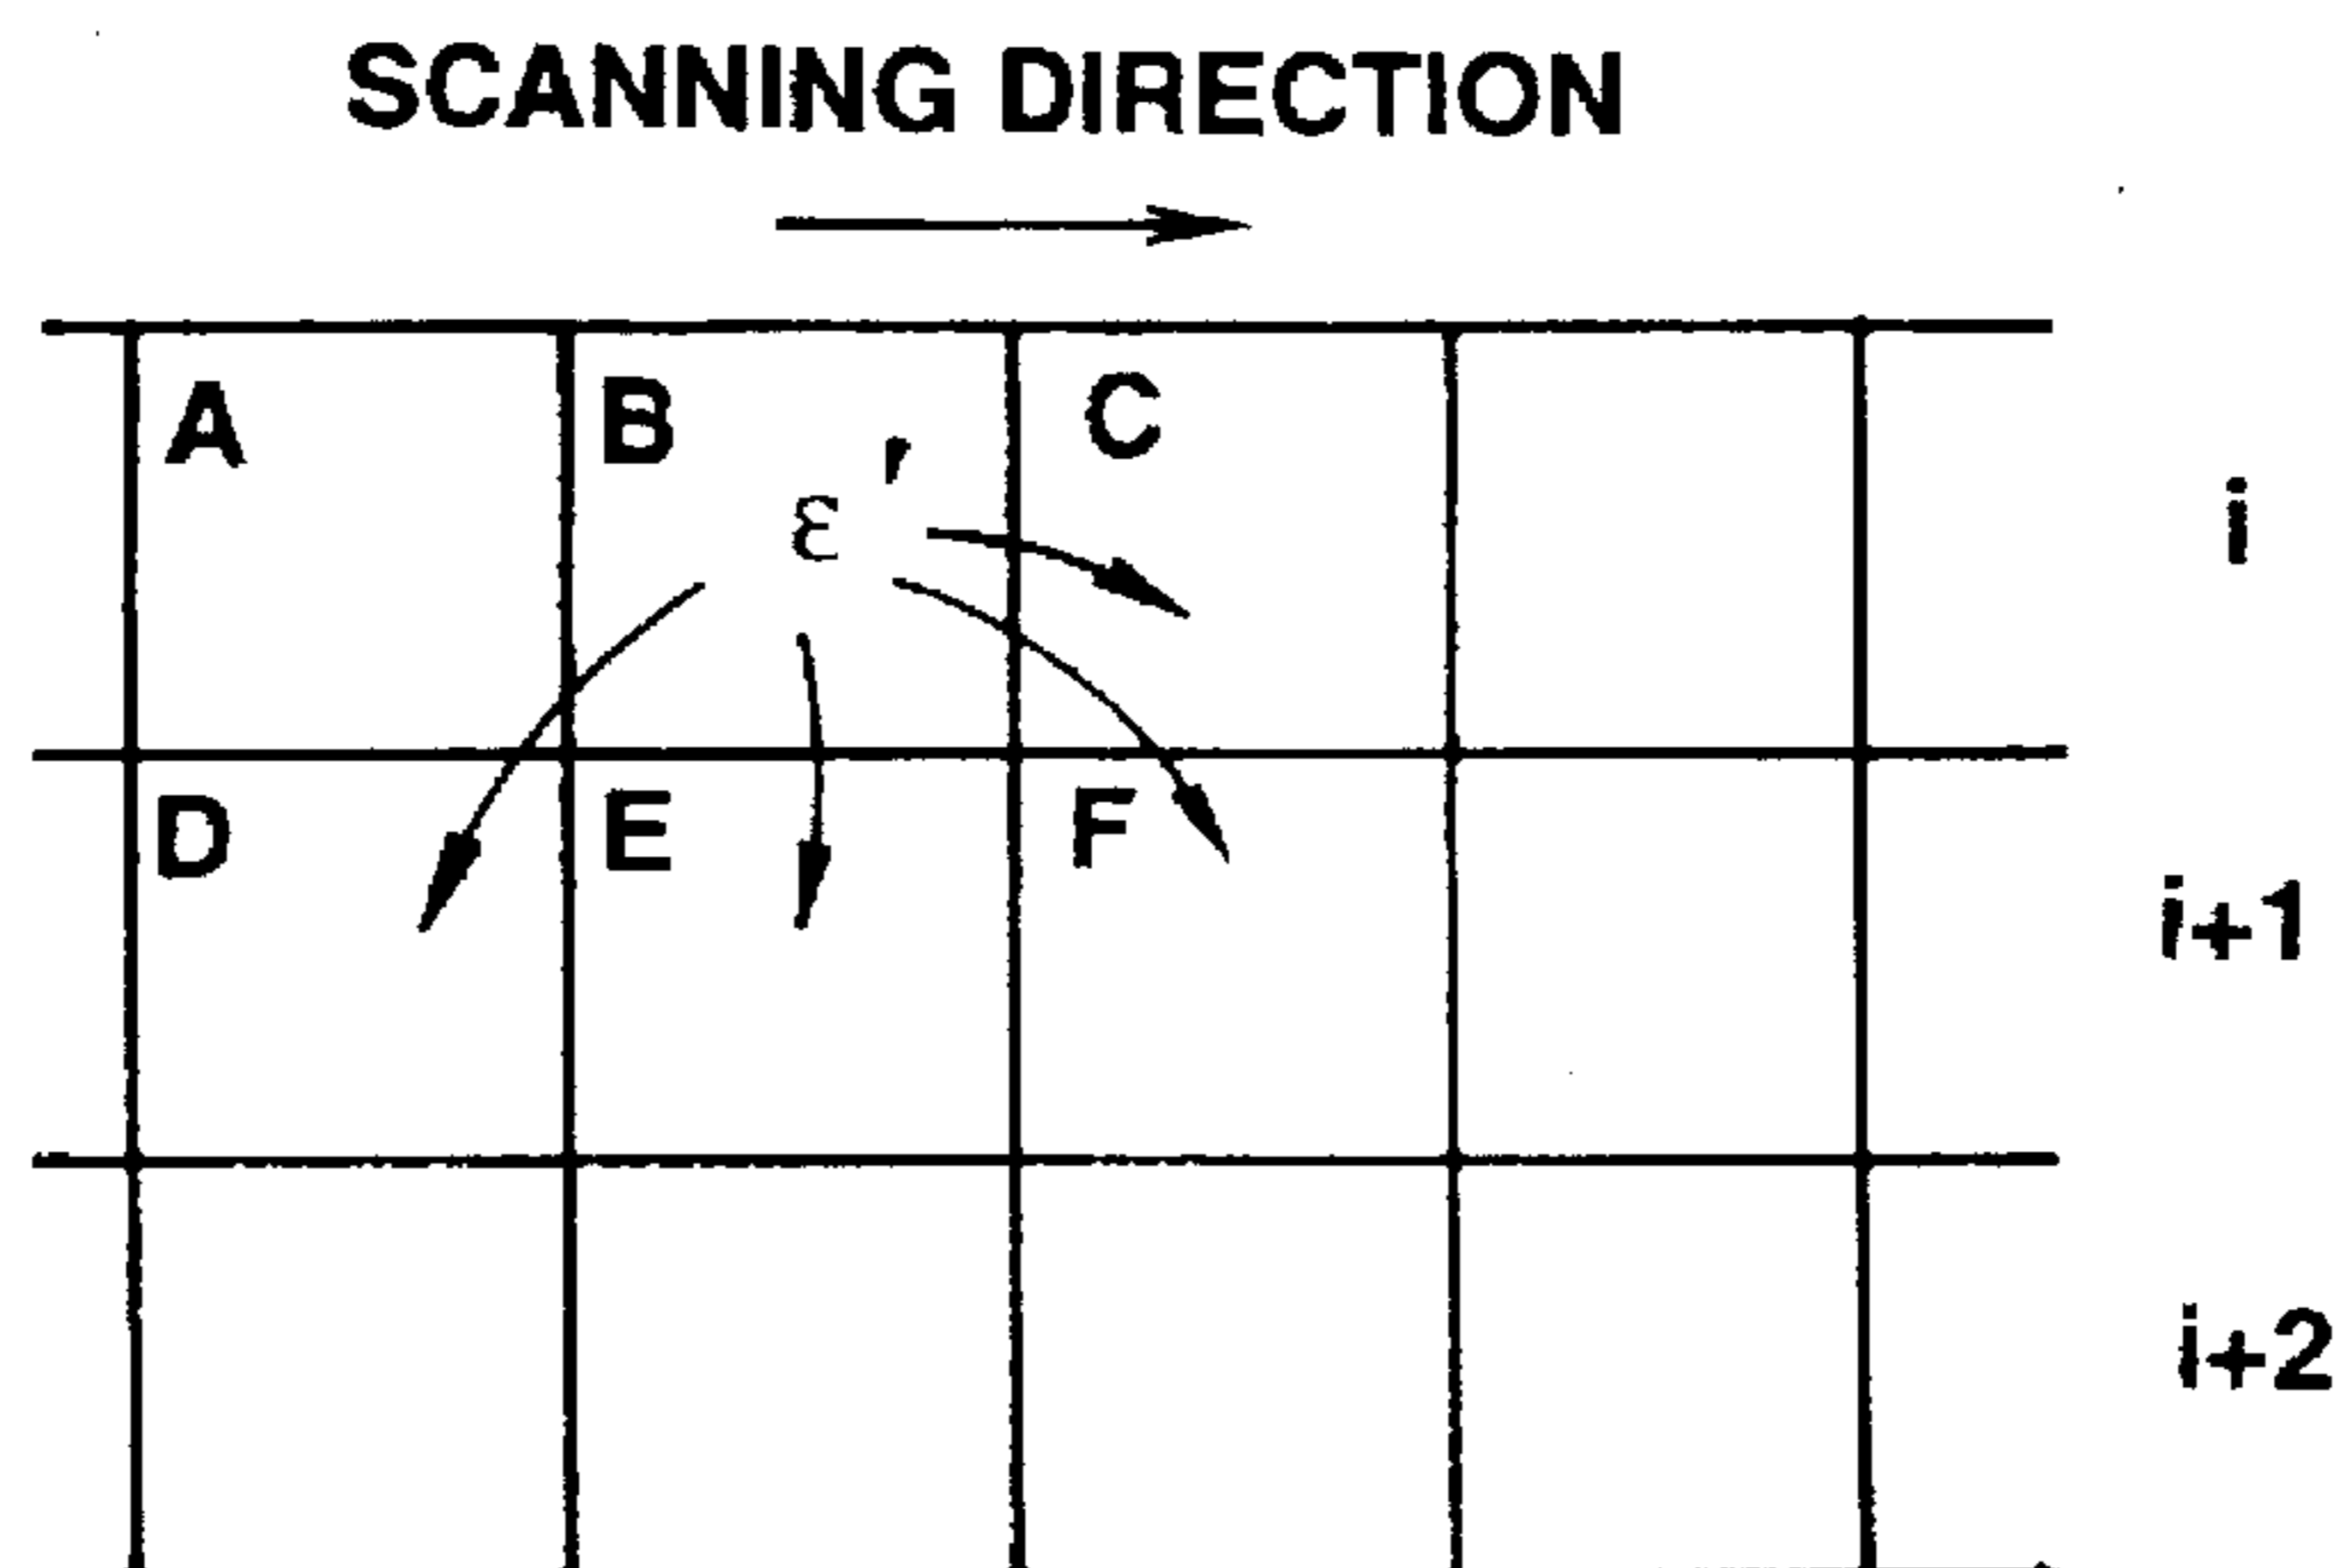 SCANNING DIRECTION
A B C
ε′
i
D E F
i+1
i+2